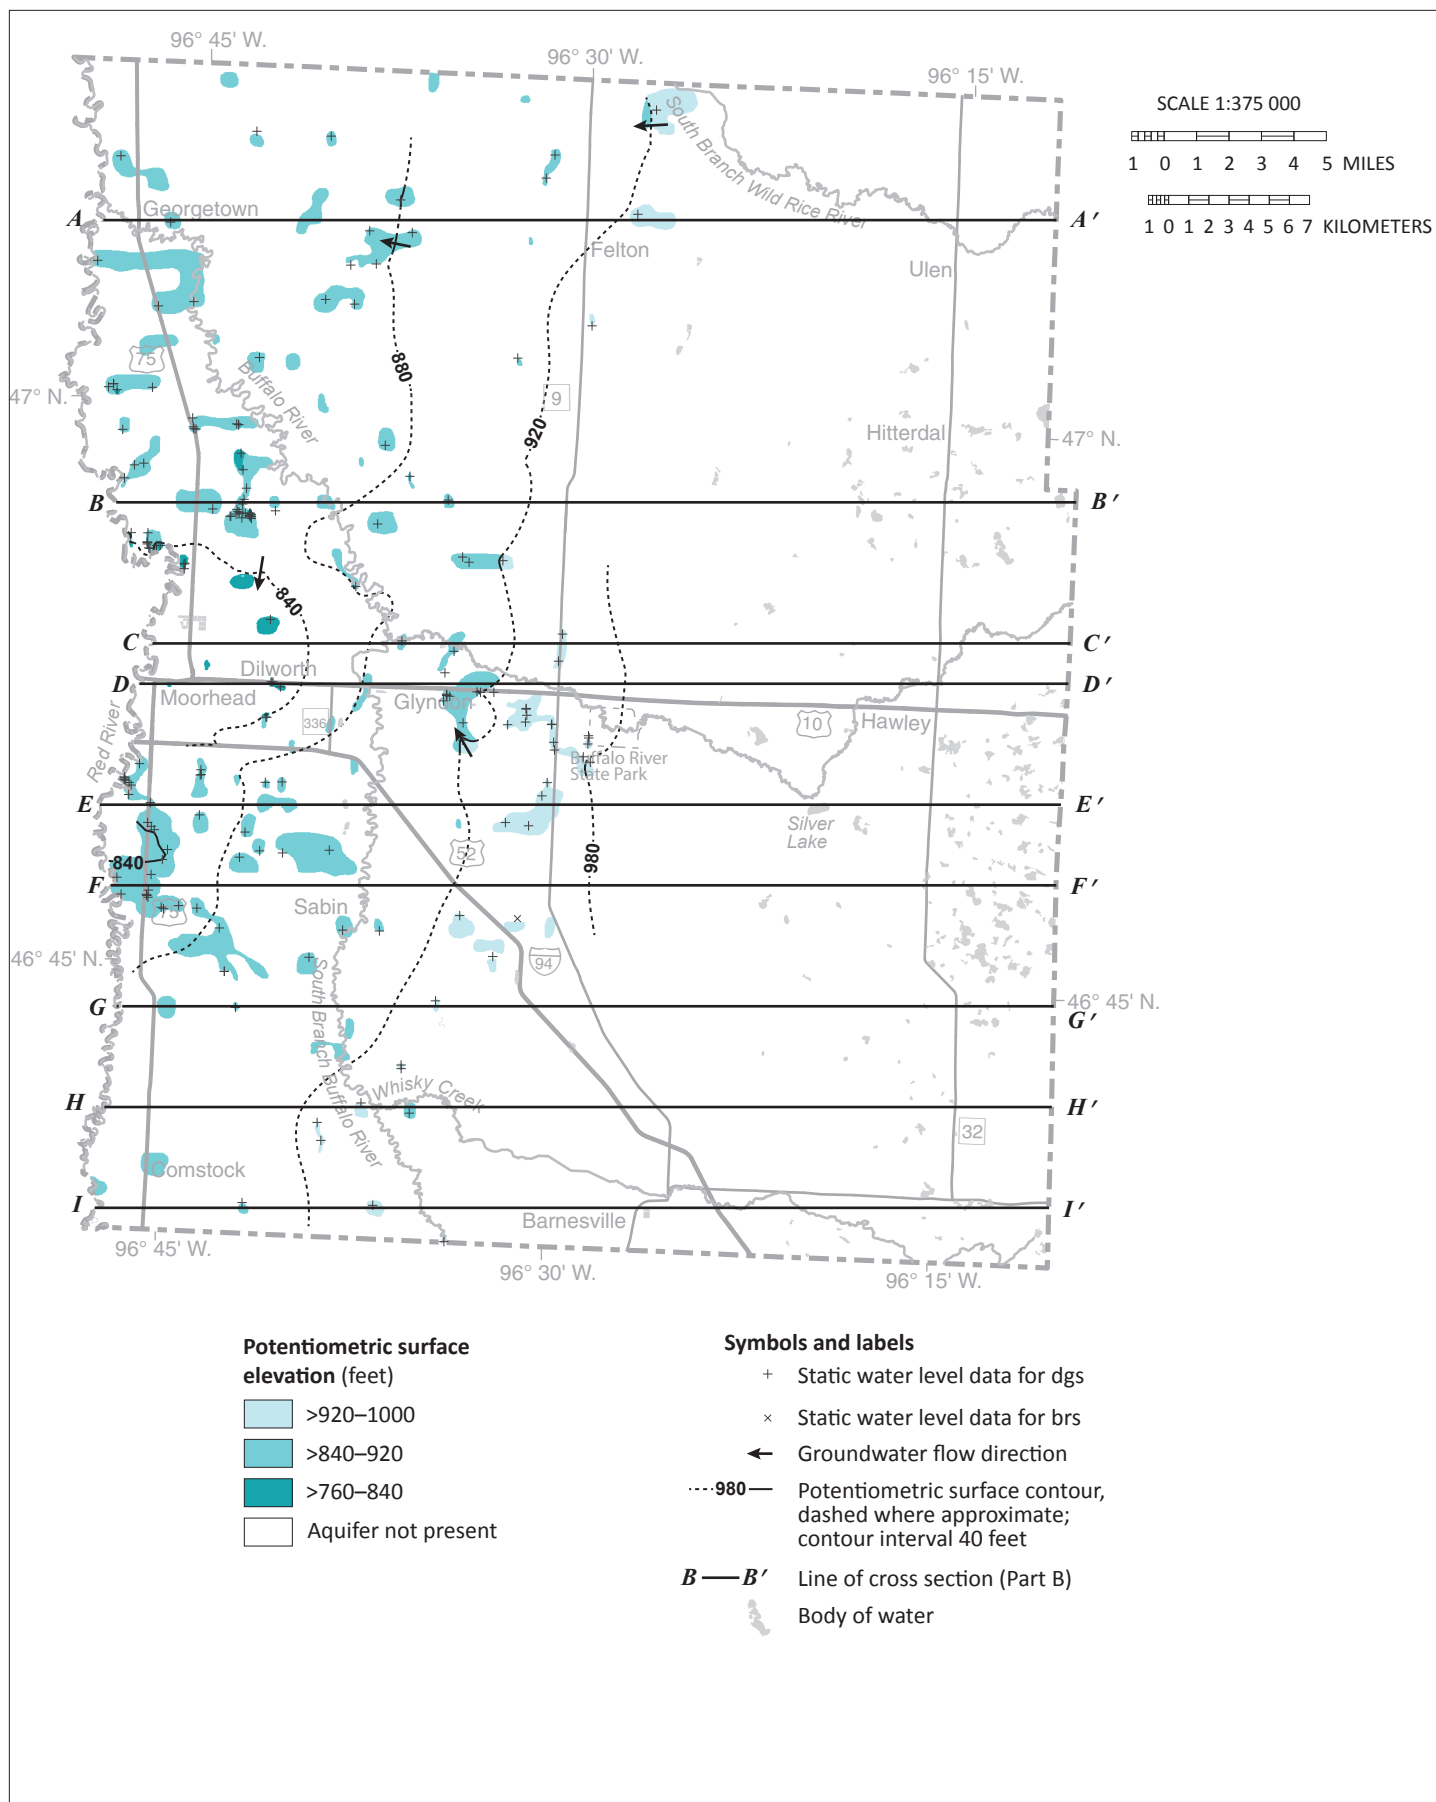 96° 45' W.
96° 30' W.
96° 15' W.
SCALE 1:375 000
1 0 1 2 3 4 5 MILES
1 0 1 2 3 4 5 6 7 KILOMETERS
South Branch Wild Rice River
Georgetown
A
A′
Felton
Ulen
75
880
Buffalo River
47° N.
9
920
Hitterdal
47° N.
B
B′
840
C
C′
Dilworth
D
D′
Moorhead
Glyndon
336
10
Hawley
Red River
Buffalo River
State Park
E
E′
Silver
Lake
840
52
980
F
F′
75
Sabin
46° 45' N.
94
G
46° 45' N.
G′
South Branch Buffalo River
Whisky Creek
H
H′
32
Comstock
I
I′
Barnesville
96° 45' W.
96° 30' W.
96° 15' W.
Potentiometric surface
elevation (feet)
>920–1000
>840–920
>760–840
Aquifer not present
Symbols and labels
+ Static water level data for dgs
× Static water level data for brs
Groundwater flow direction
980 Potentiometric surface contour,
dashed where approximate;
contour interval 40 feet
B B′ Line of cross section (Part B)
Body of water